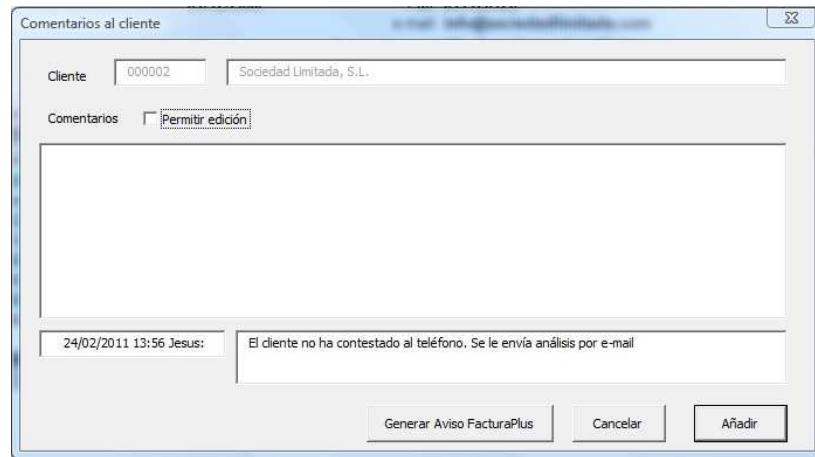 Comentarios al cliente
Cliente 000002 Sociedad Limitada, S.L.
Comentarios Permitir edición
24/02/2011 13:56 Jesus: El cliente no ha contestado al teléfono. Se le envía análisis por e-mail
Generar Aviso FacturaPlus Cancelar Añadir